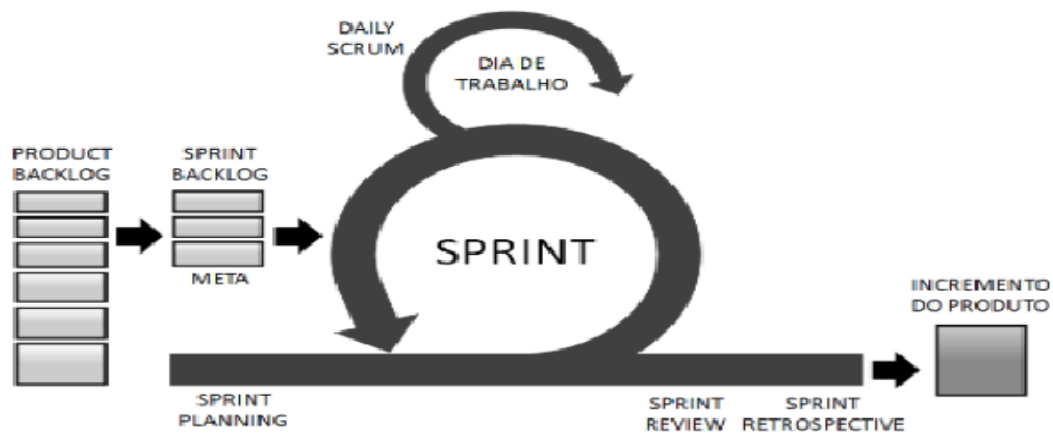 DAILY
SCRUM
DIA DE
TRABALHO
PRODUCT
BACKLOG
SPRINT
BACKLOG
META
SPRINT
INCREMENTO
DO PRODUTO
SPRINT
PLANNING
SPRINT
REVIEW
SPRINT
RETROSPECTIVE